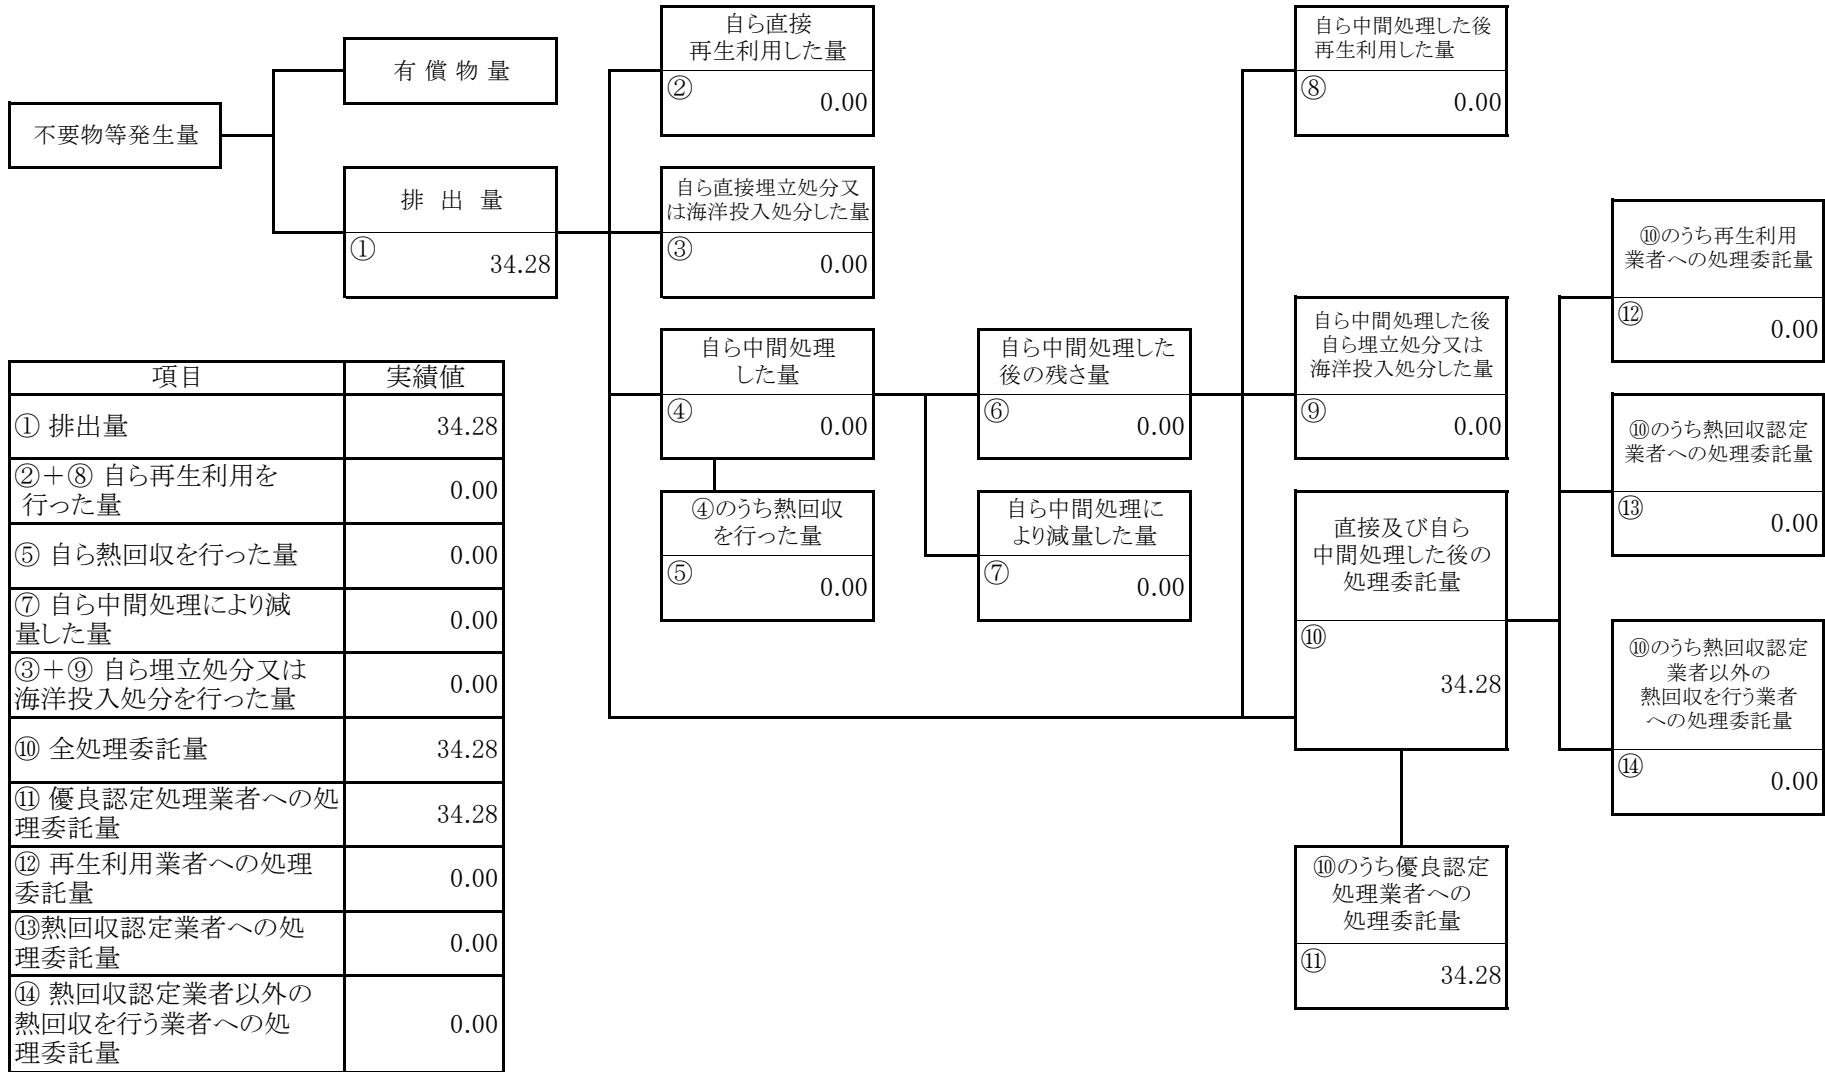 不要物等発生量
有 償 物 量
排 出 量
①
34.28
自ら直接
再生利用した量
②
0.00
自ら直接埋立処分又
は海洋投入処分した量
③
0.00
自ら中間処理
した量
④
0.00
④のうち熱回収
を行った量
⑤
0.00
自ら中間処理した
後の残さ量
⑥
0.00
自ら中間処理に
より減量した量
⑦
0.00
自ら中間処理した後
再生利用した量
⑧
0.00
自ら中間処理した後
自ら埋立処分又は
海洋投入処分した量
⑨
0.00
直接及び自ら
中間処理した後の
処理委託量
⑩
34.28
⑩のうち優良認定
処理業者への
処理委託量
⑪
34.28
⑩のうち再生利用
業者への処理委託量
⑫
0.00
⑩のうち熱回収認定
業者への処理委託量
⑬
0.00
⑩のうち熱回収認定
業者以外の
熱回収を行う業者
への処理委託量
⑭
0.00
項目 実績値
① 排出量 34.28
②+⑧ 自ら再生利用を
行った量 0.00
⑤ 自ら熱回収を行った量 0.00
⑦ 自ら中間処理により減
量した量 0.00
③+⑨ 自ら埋立処分又は
海洋投入処分を行った量 0.00
⑩ 全処理委託量 34.28
⑪ 優良認定処理業者への処
理委託量 34.28
⑫ 再生利用業者への処理
委託量 0.00
⑬熱回収認定業者への処
理委託量 0.00
⑭ 熱回収認定業者以外の
熱回収を行う業者への処
理委託量 0.00